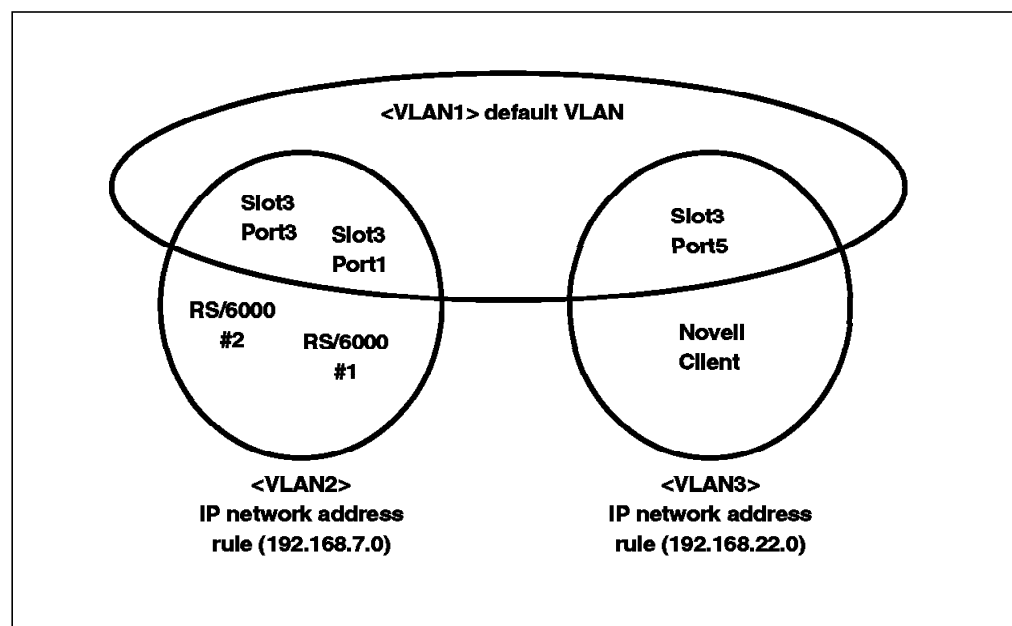 <VLAN1> default VLAN
Slot3
Port3
Slot3
Port1
Slot3
Port5
RS/6000
#2
RS/6000
#1
Novell
Client
<VLAN2>
IP network address
rule (192.168.7.0)
<VLAN3>
IP network address
rule (192.168.22.0)